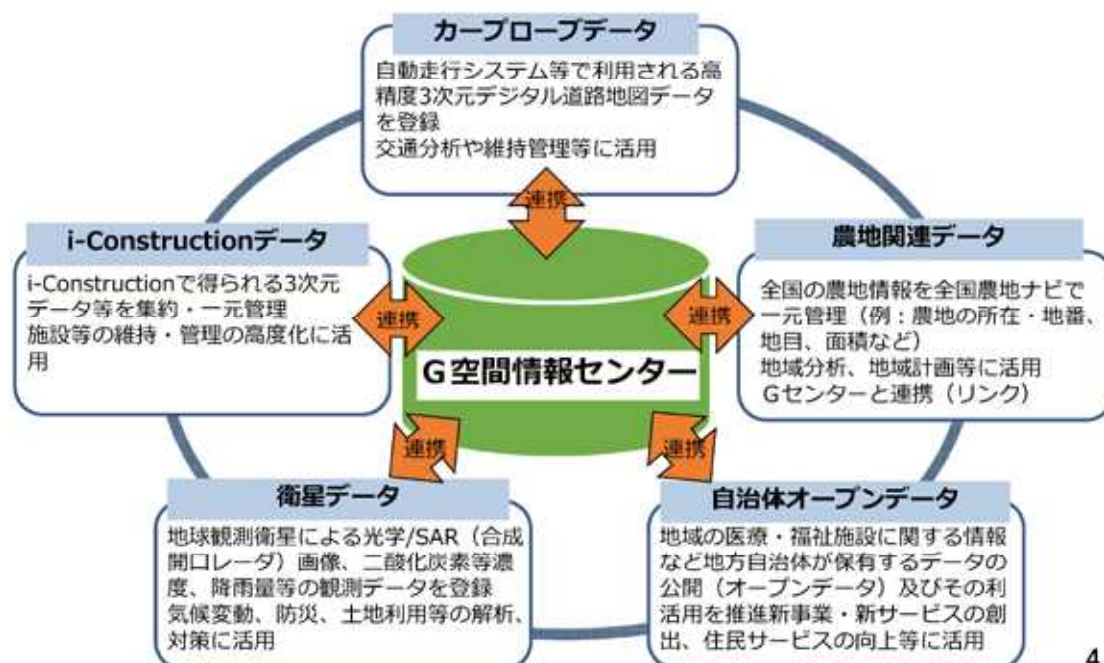 カープローブデータ
自動走行システム等で利用される高
精度3次元デジタル道路地図データ
を登録
交通分析や維持管理等に活用
連携
i-Constructionデータ
i-Constructionで得られる3次元
データ等を集約・一元管理
施設等の維持・管理の高度化に活
用
連携
G空間情報センター
連携
農地関連データ
全国の農地情報を全国農地ナビで
一元管理（例：農地の所在・地番、
地目、面積など）
地域分析、地域計画等に活用
Gセンターと連携（リンク）
連携
連携
衛星データ
地球観測衛星による光学/SAR（合成
開口レーダ）画像、二酸化炭素等濃
度、降雨量等の観測データを登録
気候変動、防災、土地利用等の解析、
対策に活用
自治体オープンデータ
地域の医療・福祉施設に関する情報
など地方自治体が保有するデータの
公開（オープンデータ）及びその利
活用を推進新事業・新サービスの創
出、住民サービスの向上等に活用
4